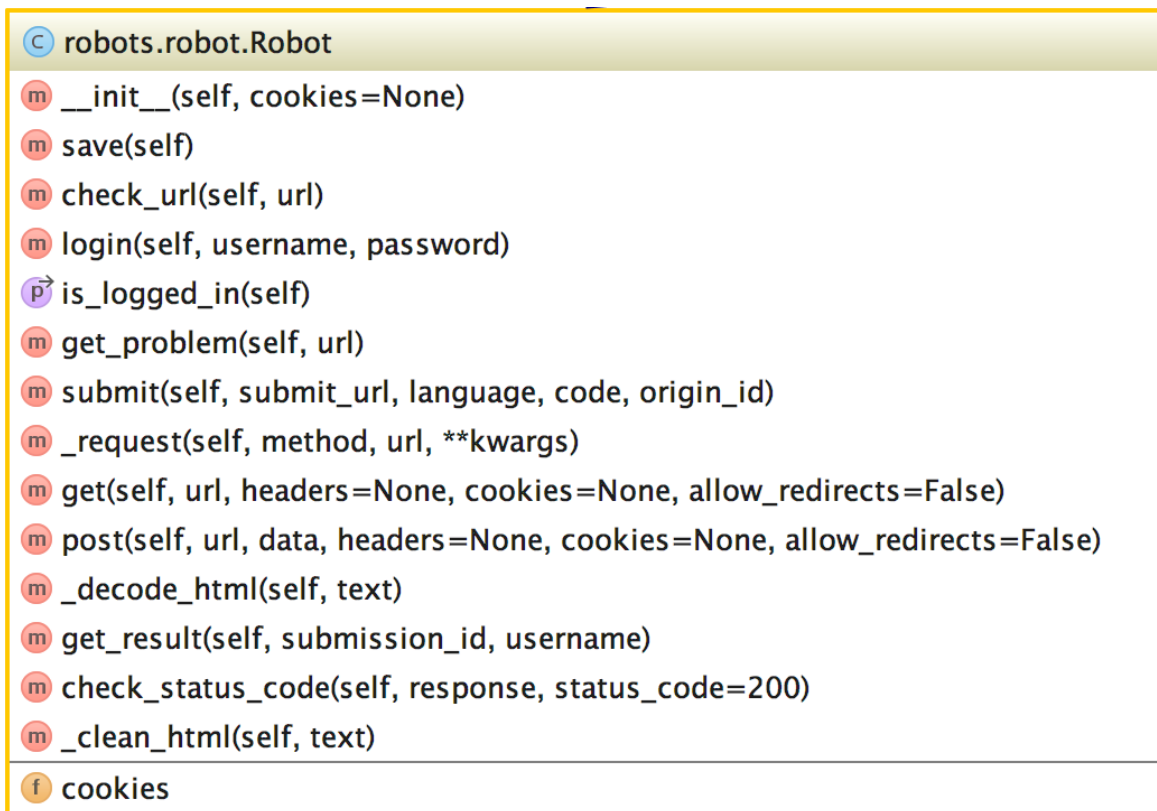 C robots.robot.Robot
m __init__(self, cookies=None)
m save(self)
m check_url(self, url)
m login(self, username, password)
p is_logged_in(self)
m get_problem(self, url)
m submit(self, submit_url, language, code, origin_id)
m _request(self, method, url, **kwargs)
m get(self, url, headers=None, cookies=None, allow_redirects=False)
m post(self, url, data, headers=None, cookies=None, allow_redirects=False)
m _decode_html(self, text)
m get_result(self, submission_id, username)
m check_status_code(self, response, status_code=200)
m _clean_html(self, text)
f cookies